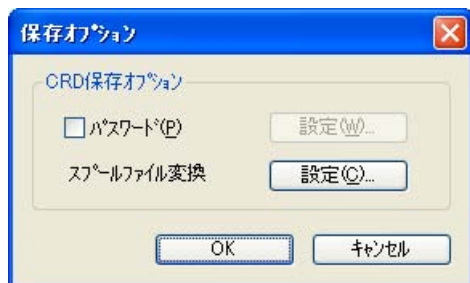 保存ｵﾌﾟｼｮﾝ
CRD保存ｵﾌﾟｼｮﾝ
ﾊﾟｽﾜｰﾄﾞ(P)
設定(W)...
ｽﾌﾟｰﾙﾌｧｲﾙ変換
設定(C)...
OK
ｷｬﾝｾﾙ